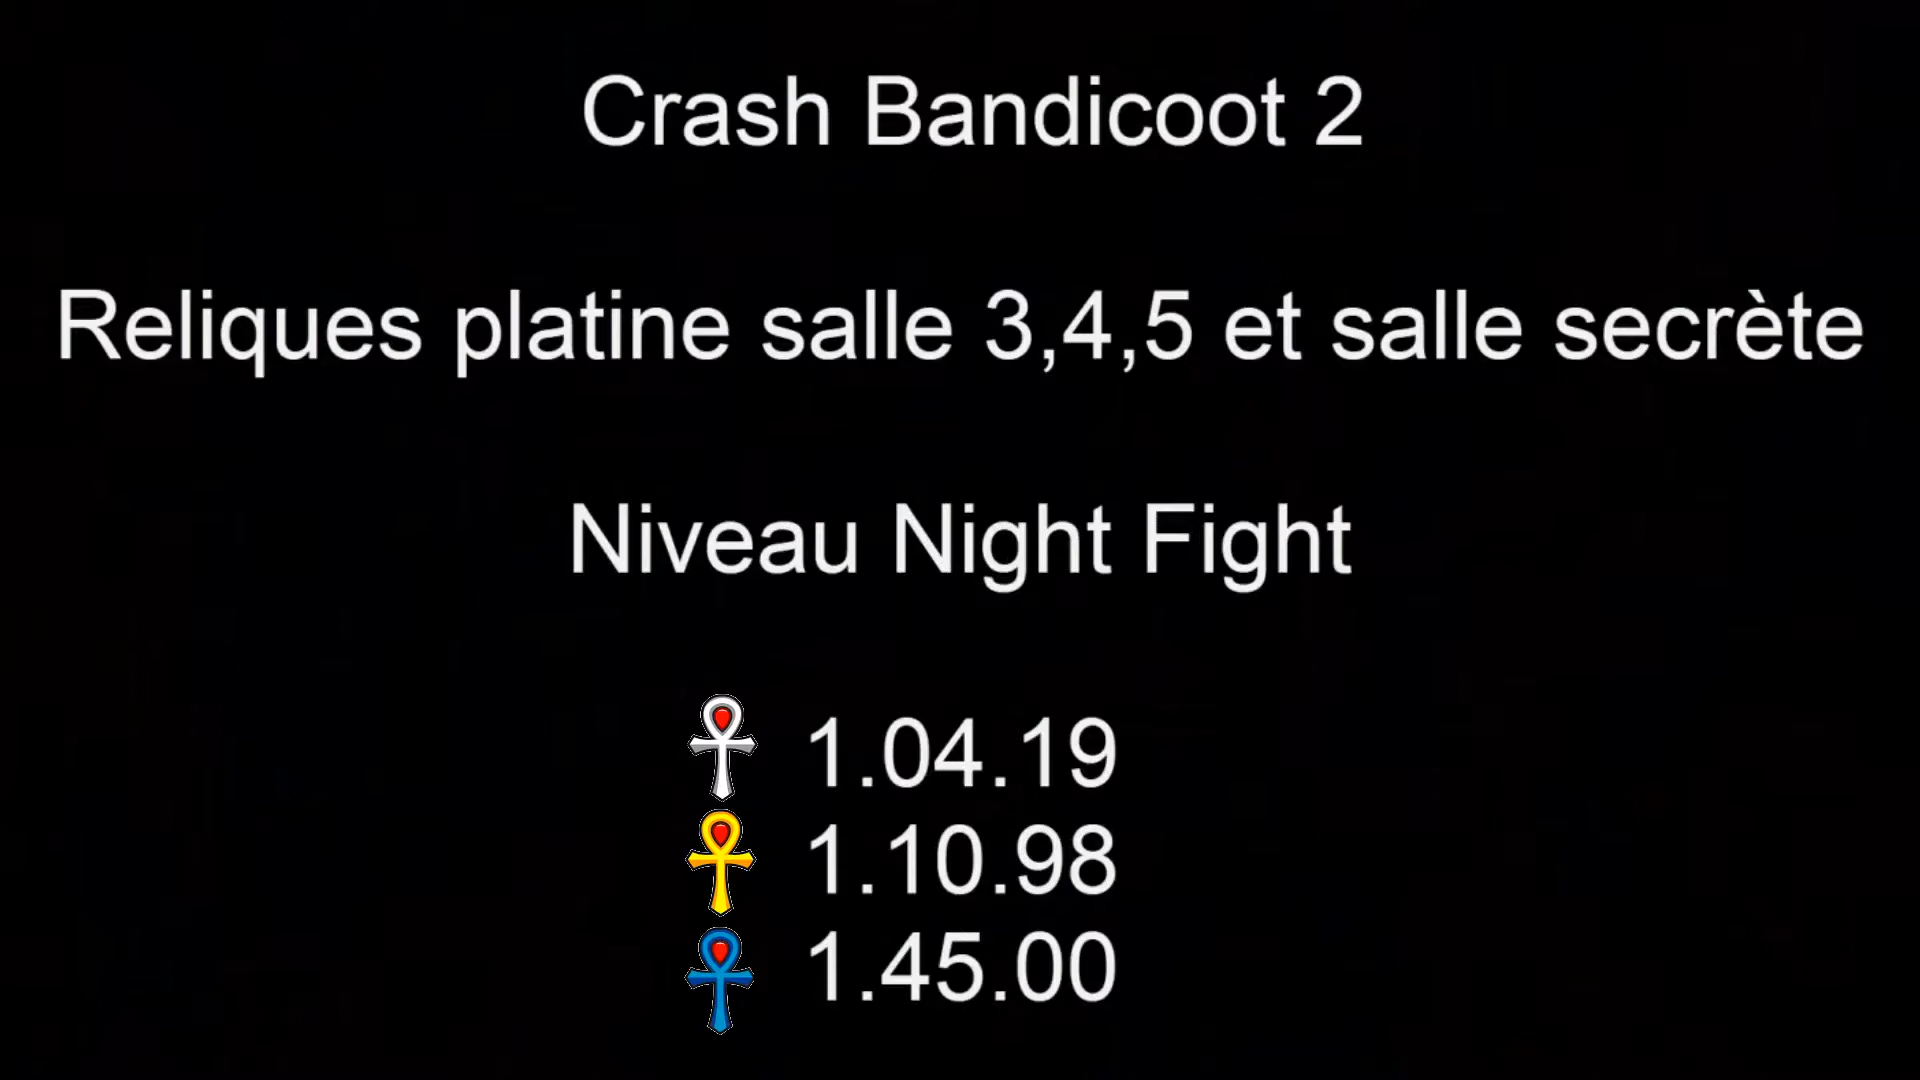 Crash Bandicoot 2
Reliques platine salle 3,4,5 et salle secrète
Niveau Night Fight
1.04.19
1.10.98
1.45.00